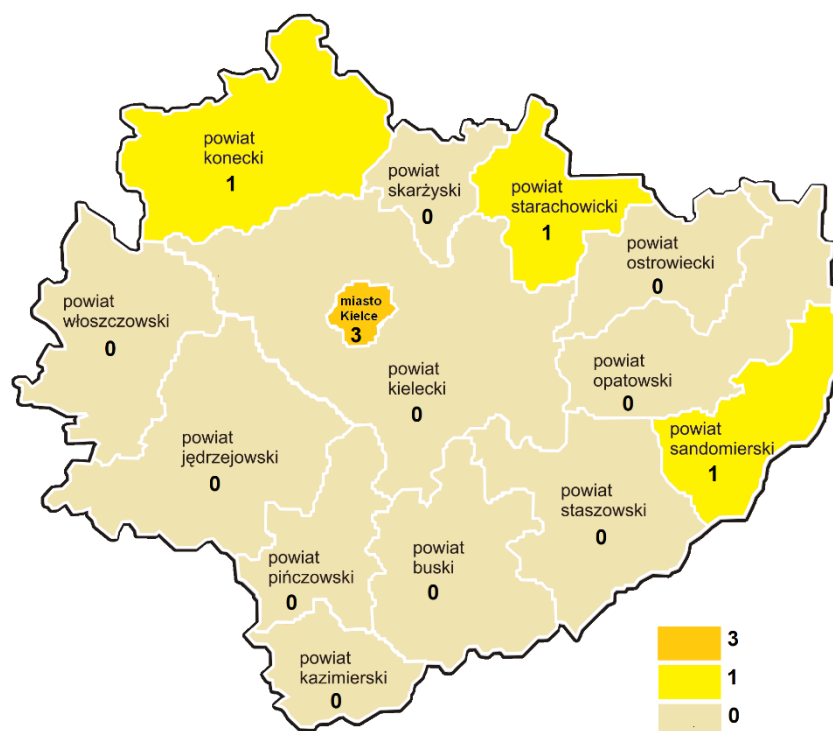 powiat
konecki
1
powiat
skarżyski
0
powiat
starachowicki
1
powiat
ostrowiecki
0
powiat
włoszczowski
0
miasto
Kielce
3
powiat
kielecki
0
powiat
opatowski
0
powiat
sandomierski
1
powiat
jędrzejowski
0
powiat
staszowski
0
powiat
pińczowski
0
powiat
buski
0
powiat
kazimierski
0
3
1
0